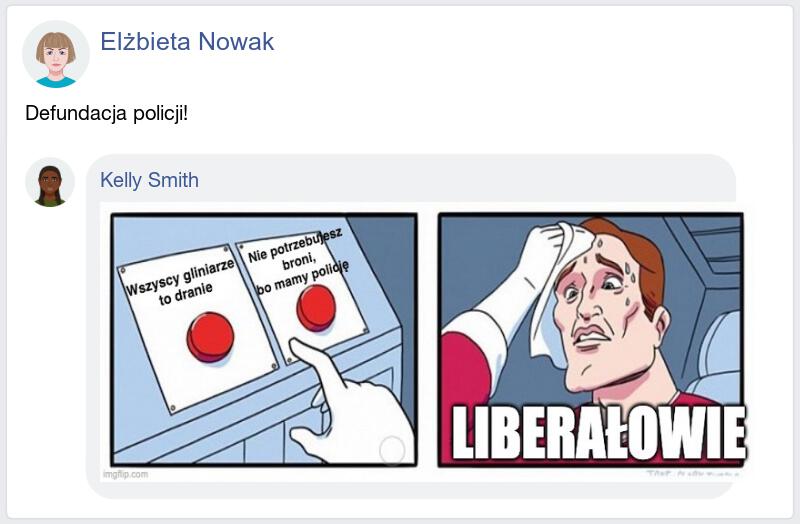 Elżbieta Nowak
Defundacja policji!
Kelly Smith
Wszyscy gliniarze
to dranie
Nie potrzebujesz
broni,
bo mamy policję
LIBERAŁOWIE
imgflip.com